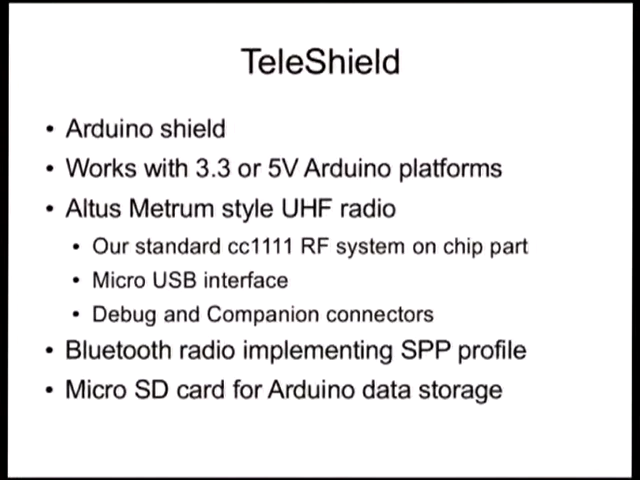 TeleShield
• Arduino shield
• Works with 3.3 or 5V Arduino platforms
• Altus Metrum style UHF radio
• Our standard cc1111 RF system on chip part
• Micro USB interface
• Debug and Companion connectors
• Bluetooth radio implementing SPP profile
• Micro SD card for Arduino data storage